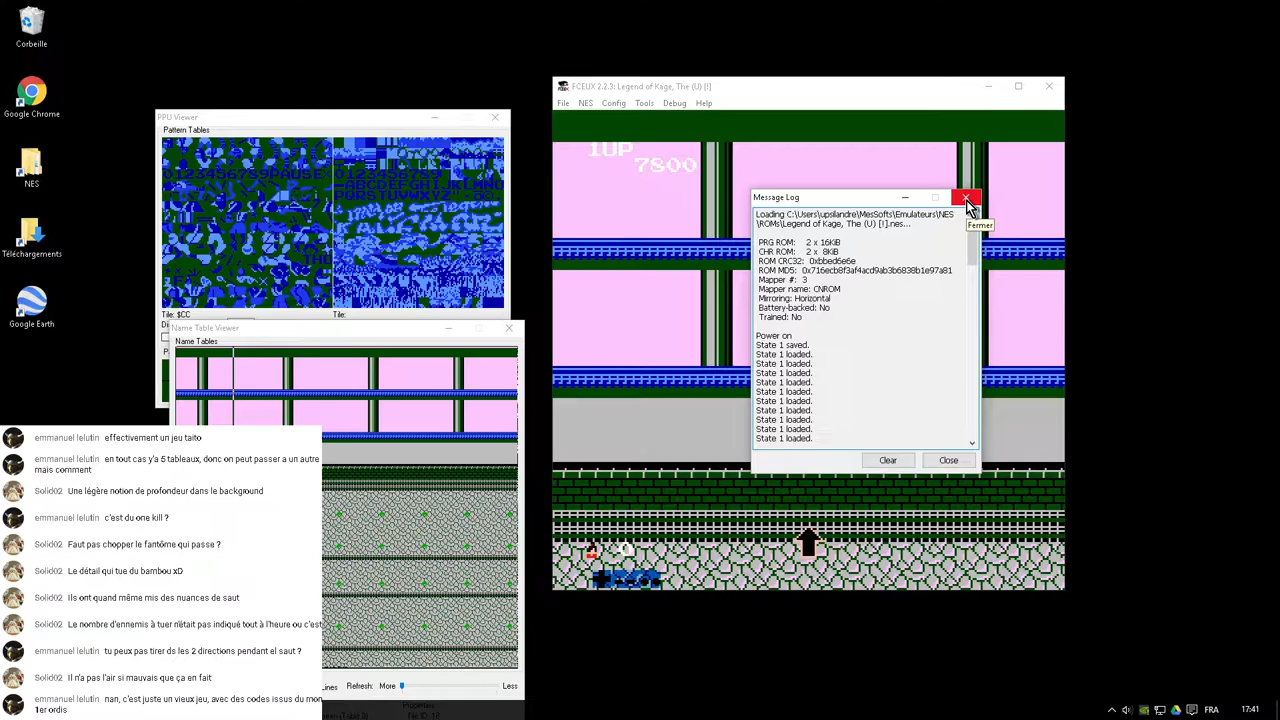 Corbeille
Google Chrome
NES
Téléchargements
Google Earth
PPU Viewer
Pattern Tables
0123456789PAUSE
0123456789
-ABCDEFGHIJKLMNO
PQRSTUVWXYZ
Tile: $CC
Tile:
Name Table Viewer
Name Tables
Lines
Refresh: More
Less
FCEUX 2.2.3: Legend of Kage, The (U) [!]
File NES Config Tools Debug Help
1UP
7800
Message Log
Fermer
Loading C:\Users\upsilandre\MesSofts\Emulateurs\NES
\ROMs\Legend of Kage, The (U) [!].nes...
PRG ROM: 2 x 16KiB
CHR ROM: 2 x 8KiB
ROM CRC32: 0xbbed6e6e
ROM MD5: 0x716ecb8f3af4acd9ab3b6838b1e97a81
Mapper #: 3
Mapper name: CNROM
Mirroring: Horizontal
Battery-backed: No
Trained: No
Power on
State 1 saved.
State 1 loaded.
State 1 loaded.
State 1 loaded.
State 1 loaded.
State 1 loaded.
State 1 loaded.
State 1 loaded.
State 1 loaded.
State 1 loaded.
State 1 loaded.
Clear
Close
emmanuel lelutin effectivement un jeu taito
emmanuel lelutin en tout cas y'a 5 tableaux, donc on peut passer a un autre
mais comment
Solid02 Une légère notion de profondeur dans le background
emmanuel lelutin c'est du one kill ?
Solid02 Faut pas chopper le fantôme qui passe ?
Solid02 Le détail qui tue du bambou xD
Solid02 Ils ont quand même mis des nuances de saut
Solid02 Le nombre d'ennemis à tuer n'était pas indiqué tout à l'heure ou c'est
emmanuel lelutin tu peux pas tirer ds les 2 directions pendant el saut ?
Solid02 Il n'a pas l'air si mauvais que ça en fait
emmanuel lelutin nan, c'est juste un vieux jeu, avec des codes issus du mon
1er ordis
FRA
17:41